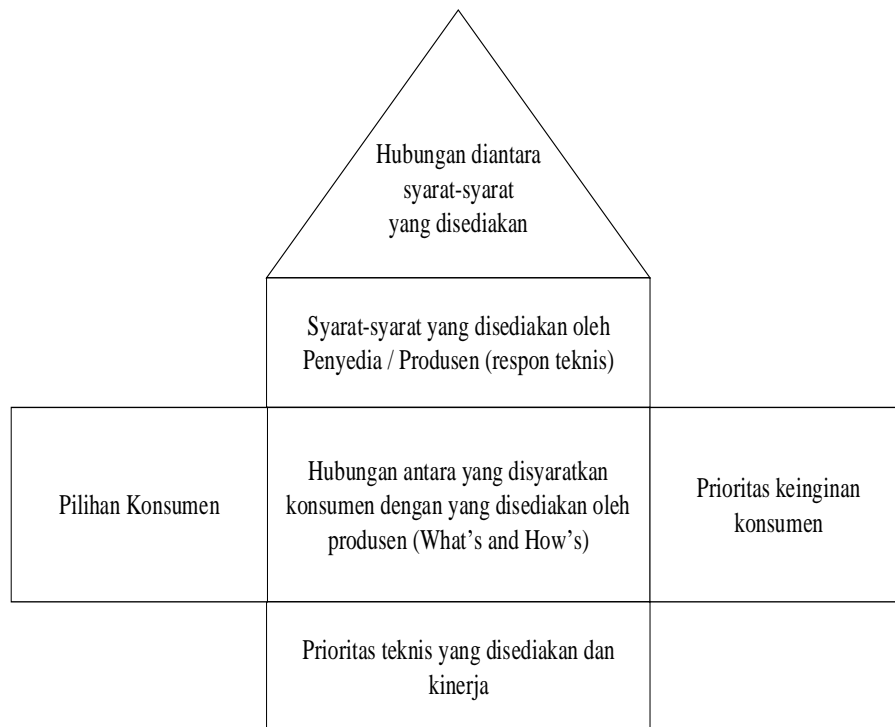 Hubungan diantara
syarat-syarat
yang disediakan
Syarat-syarat yang disediakan oleh
Penyedia / Produsen (respon teknis)
Pilihan Konsumen
Hubungan antara yang disyaratkan
konsumen dengan yang disediakan oleh
produsen (What's and How's)
Prioritas keinginan
konsumen
Prioritas teknis yang disediakan dan
kinerja